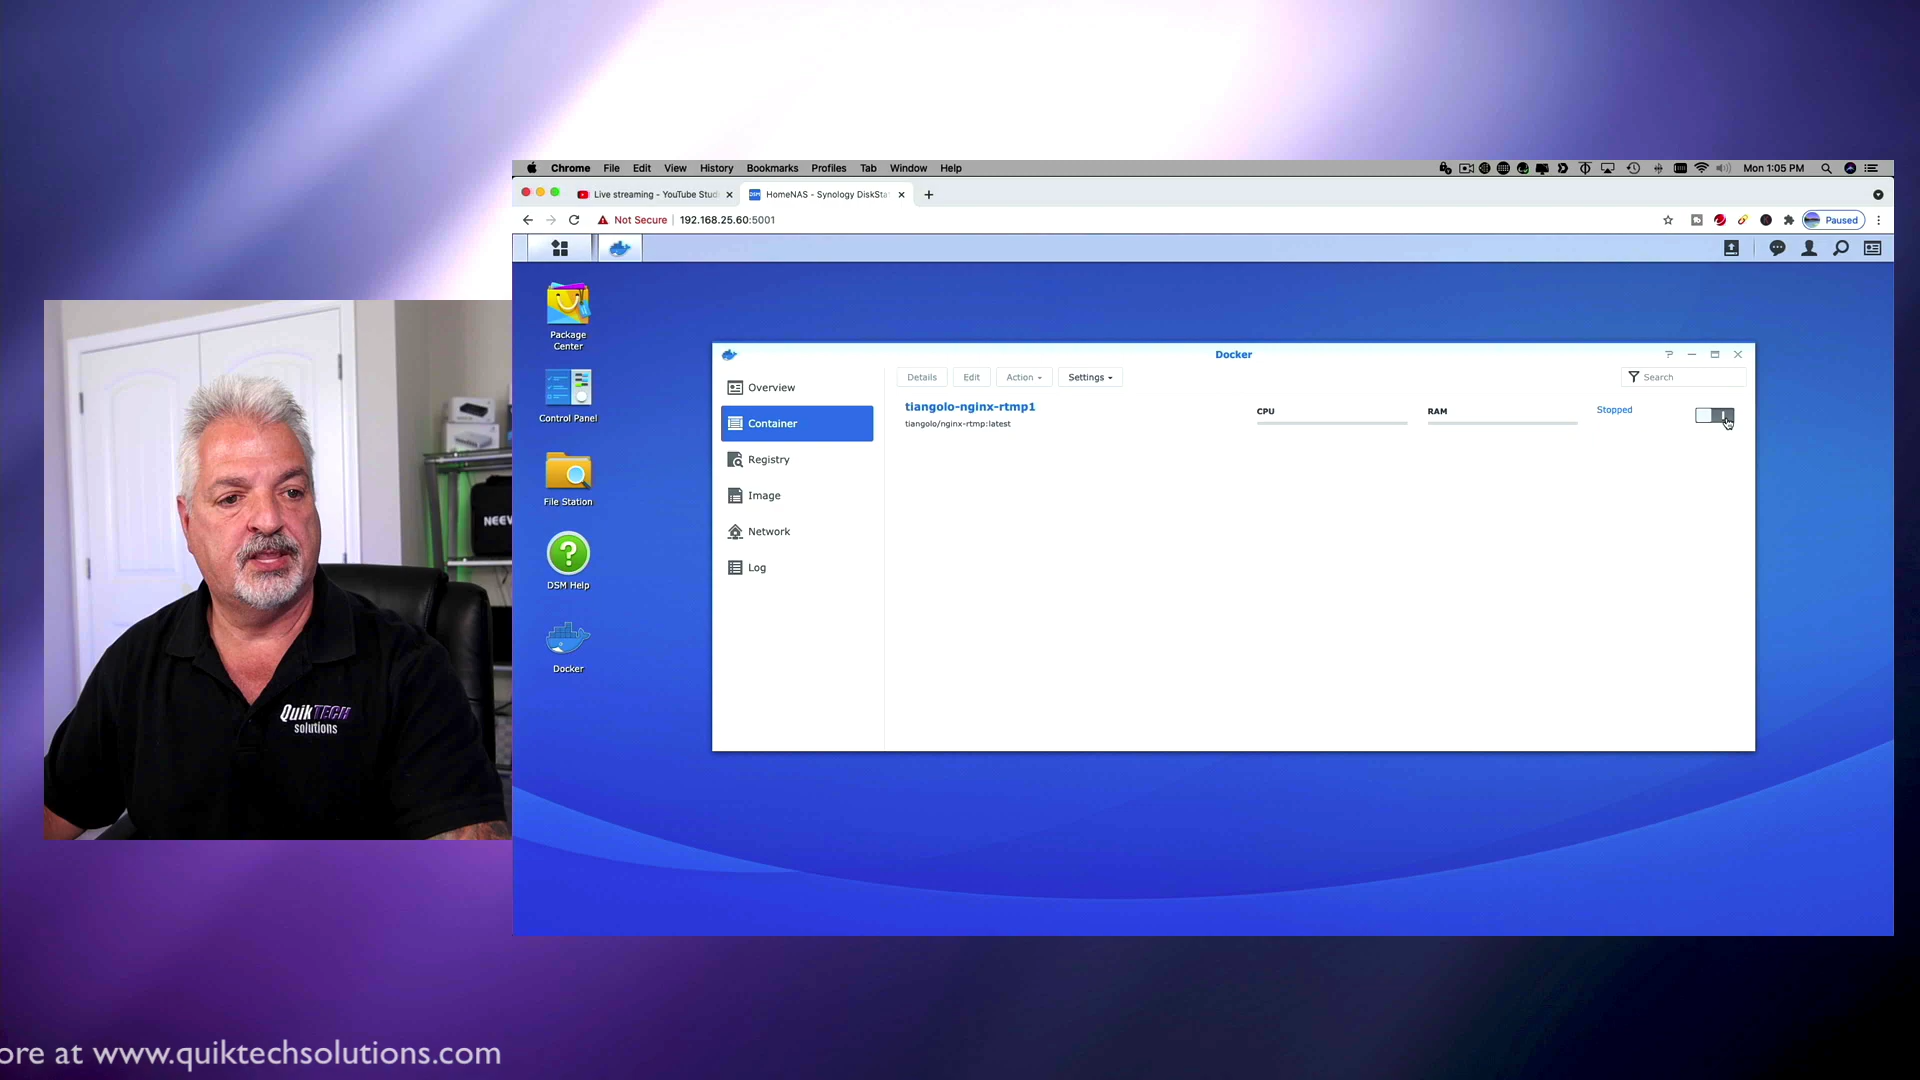 Chrome File Edit View History Bookmarks Profiles Tab Window Help
Mon 1:05 PM
Live streaming - YouTube Studi
HomeNAS - Synology DiskStat
Not Secure 192.168.25.60:5001
Paused
Package
Center
Control Panel
File Station
DSM Help
Docker
Docker
Overview
Container
Registry
Image
Network
Log
Details Edit Action Settings
Search
tiangolo-nginx-rtmp1
tiangolo/nginx-rtmp:latest
CPU
RAM
Stopped
NEEW
QuikTECH
solutions
ore at www.quiktechsolutions.com